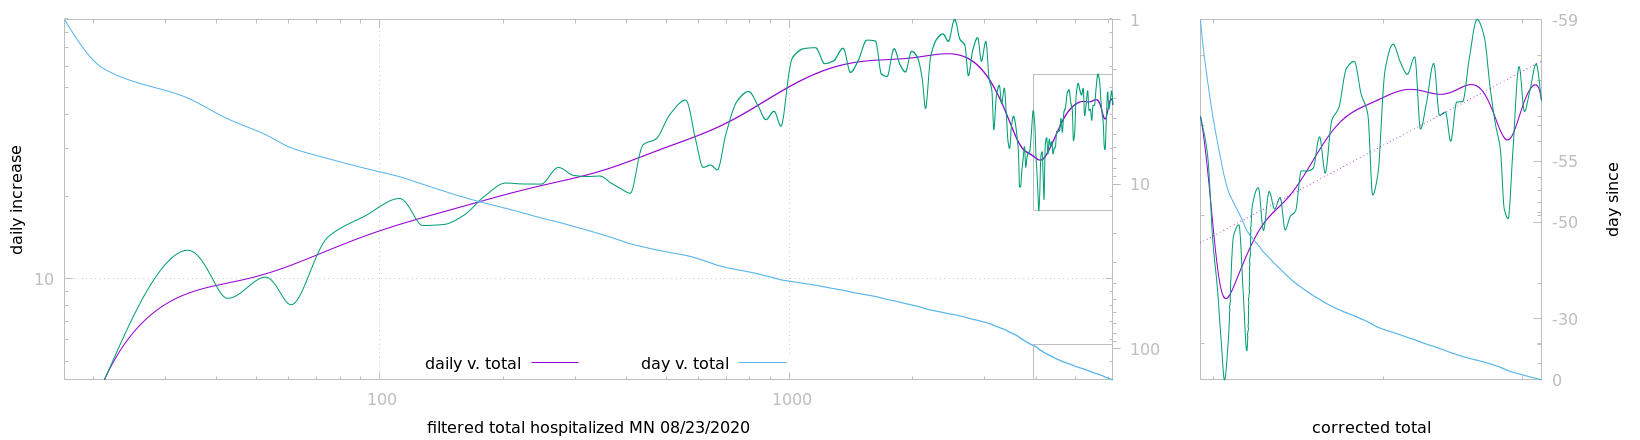 1
-59
daily increase
10
10
100
daily v. total
day v. total
100
1000
filtered total hospitalized MN 08/23/2020
-55
-50
-30
0
day since
corrected total